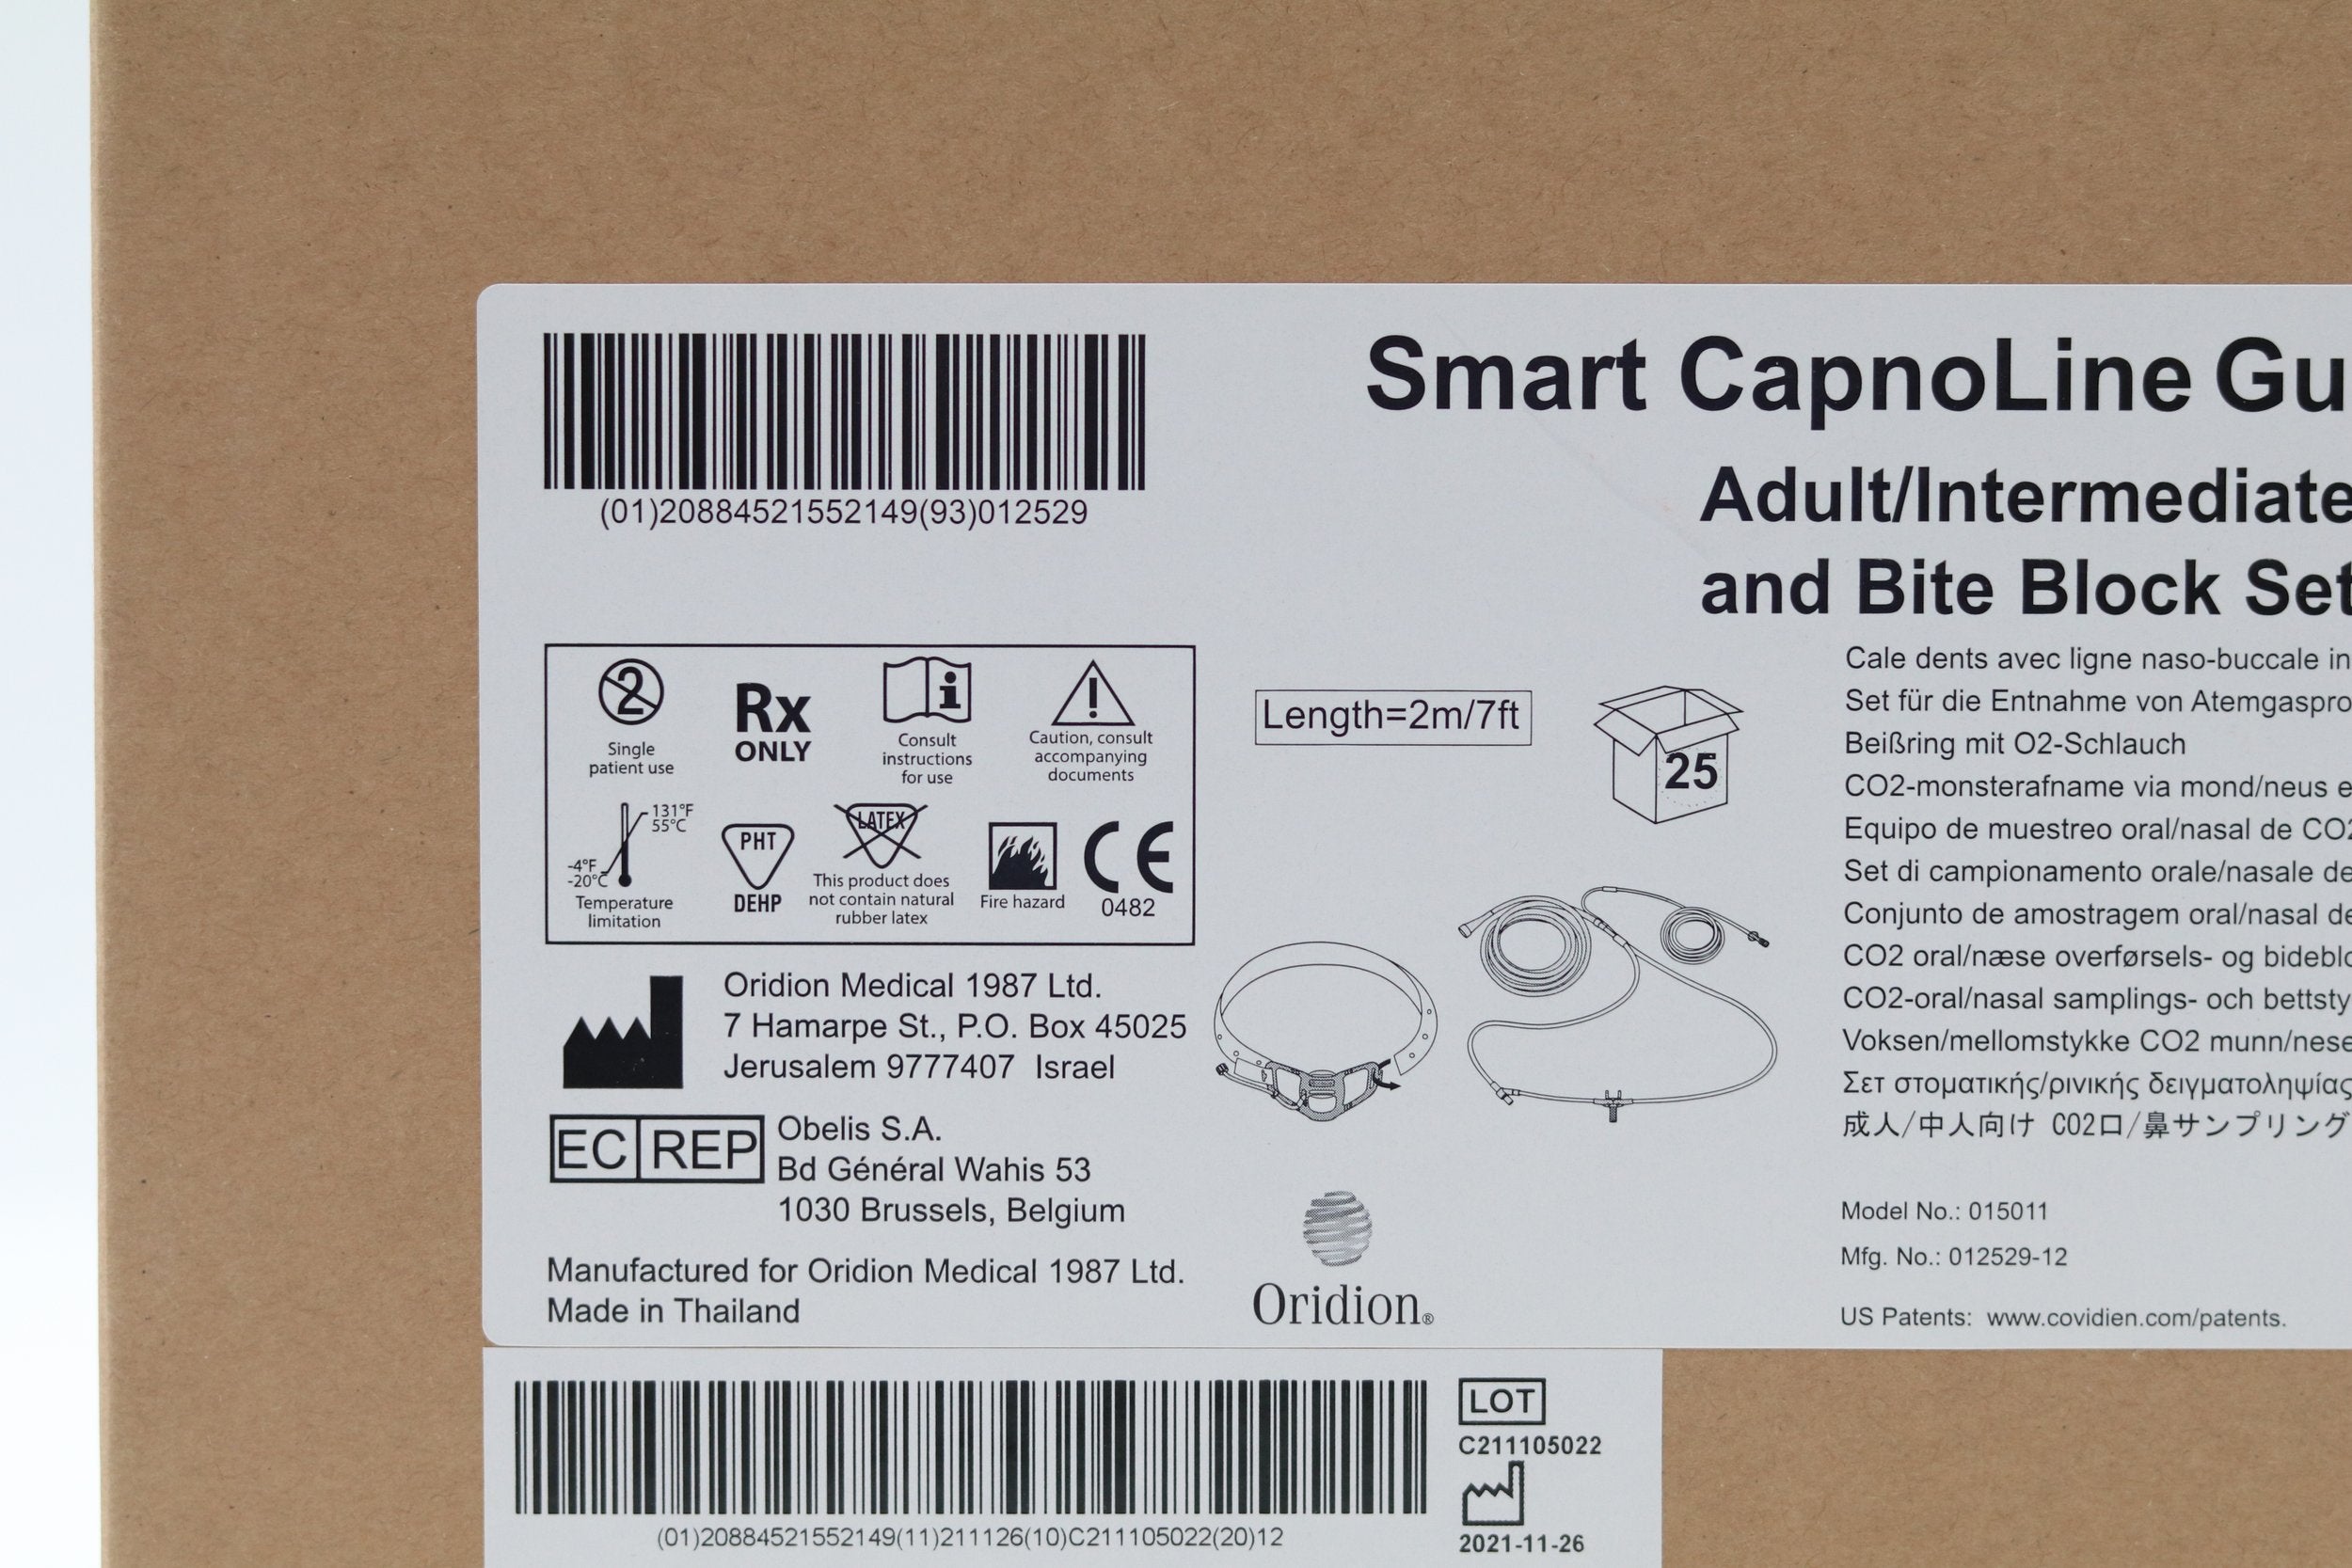 Smart CapnoLine Gu
Adult/Intermediate
and Bite Block Set
(01)20884521552149(93)012529
2
Single
patient use
Rx
ONLY
i
Consult
instructions
for use
!
Caution, consult
accompanying
documents
131°F
55°C
-4°F
-20°C
Temperature
limitation
PHT
DEHP
LATEX
This product does
not contain natural
rubber latex
Fire hazard
CE
0482
Length=2m/7ft
25
Cale dents avec ligne naso-buccale in
Set für die Entnahme von Atemgaspro
Beißring mit O2-Schlauch
CO2-monsterafname via mond/neus e
Equipo de muestreo oral/nasal de CO2
Set di campionamento orale/nasale de
Conjunto de amostragem oral/nasal de
CO2 oral/næse overførsels- og bideblo
CO2-oral/nasal samplings- och bettsty
Voksen/mellomstykke CO2 munn/nese
Σετ στοματικής/ρινικής δειγματοληψίας
成人/中人向け CO2口/鼻サンプリング
Oridion Medical 1987 Ltd.
7 Hamarpe St., P.O. Box 45025
Jerusalem 9777407 Israel
EC REP
Obelis S.A.
Bd Général Wahis 53
1030 Brussels, Belgium
Manufactured for Oridion Medical 1987 Ltd.
Made in Thailand
Oridion®
Model No.: 015011
Mfg. No.: 012529-12
US Patents: www.covidien.com/patents.
LOT
C211105022
2021-11-26
(01)20884521552149(11)211126(10)C211105022(20)12